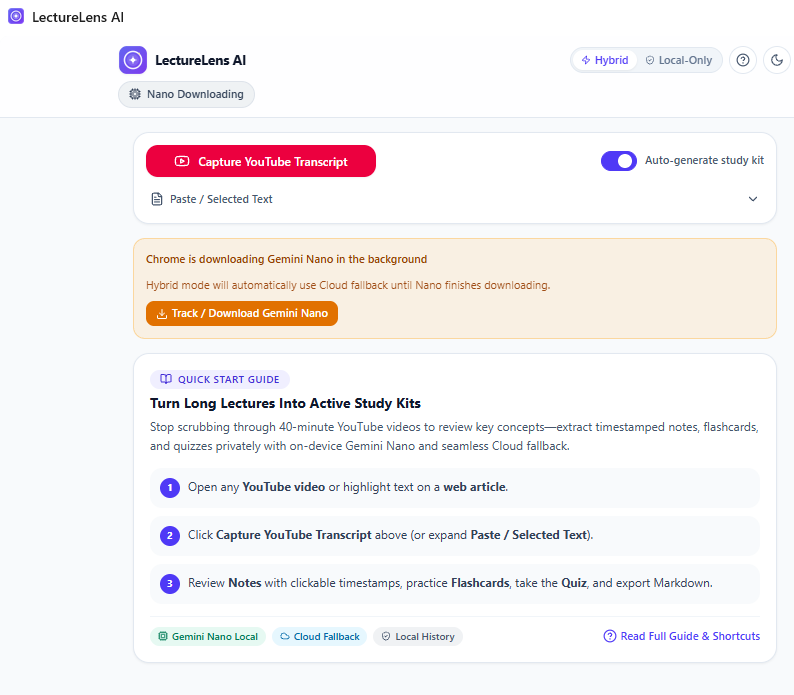 LectureLens AI
LectureLens AI
Hybrid
Local-Only
Nano Downloading
Capture YouTube Transcript
Auto-generate study kit
Paste / Selected Text
Chrome is downloading Gemini Nano in the background
Hybrid mode will automatically use Cloud fallback until Nano finishes downloading.
Track / Download Gemini Nano
QUICK START GUIDE
Turn Long Lectures Into Active Study Kits
Stop scrubbing through 40-minute YouTube videos to review key concepts—extract timestamped notes, flashcards,
and quizzes privately with on-device Gemini Nano and seamless Cloud fallback.
1 Open any YouTube video or highlight text on a web article.
2 Click Capture YouTube Transcript above (or expand Paste / Selected Text).
3 Review Notes with clickable timestamps, practice Flashcards, take the Quiz, and export Markdown.
Gemini Nano Local
Cloud Fallback
Local History
Read Full Guide & Shortcuts